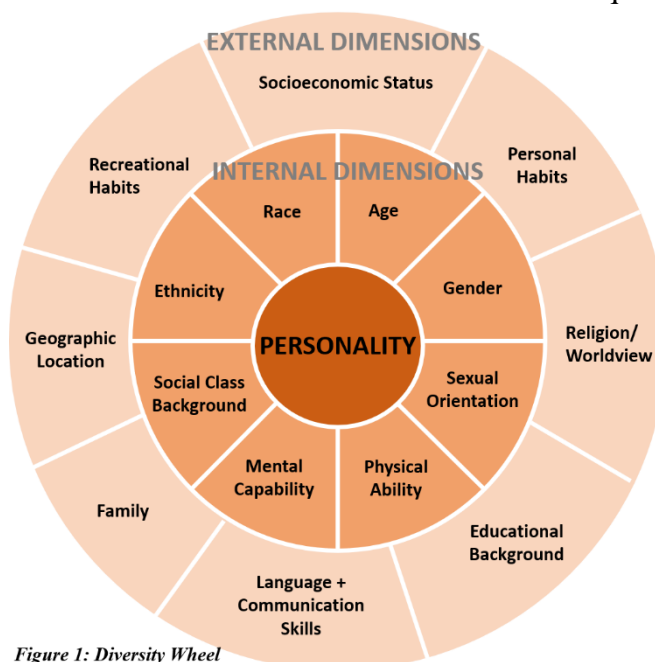 EXTERNAL DIMENSIONS
Socioeconomic Status
Recreational
Habits
Personal
Habits
INTERNAL DIMENSIONS
Race
Age
Ethnicity
Gender
Geographic
Location
PERSONALITY
Religion/
Worldview
Social Class
Background
Sexual
Orientation
Mental
Capability
Physical
Ability
Family
Educational
Background
Language +
Communication
Skills
Figure 1: Diversity Wheel